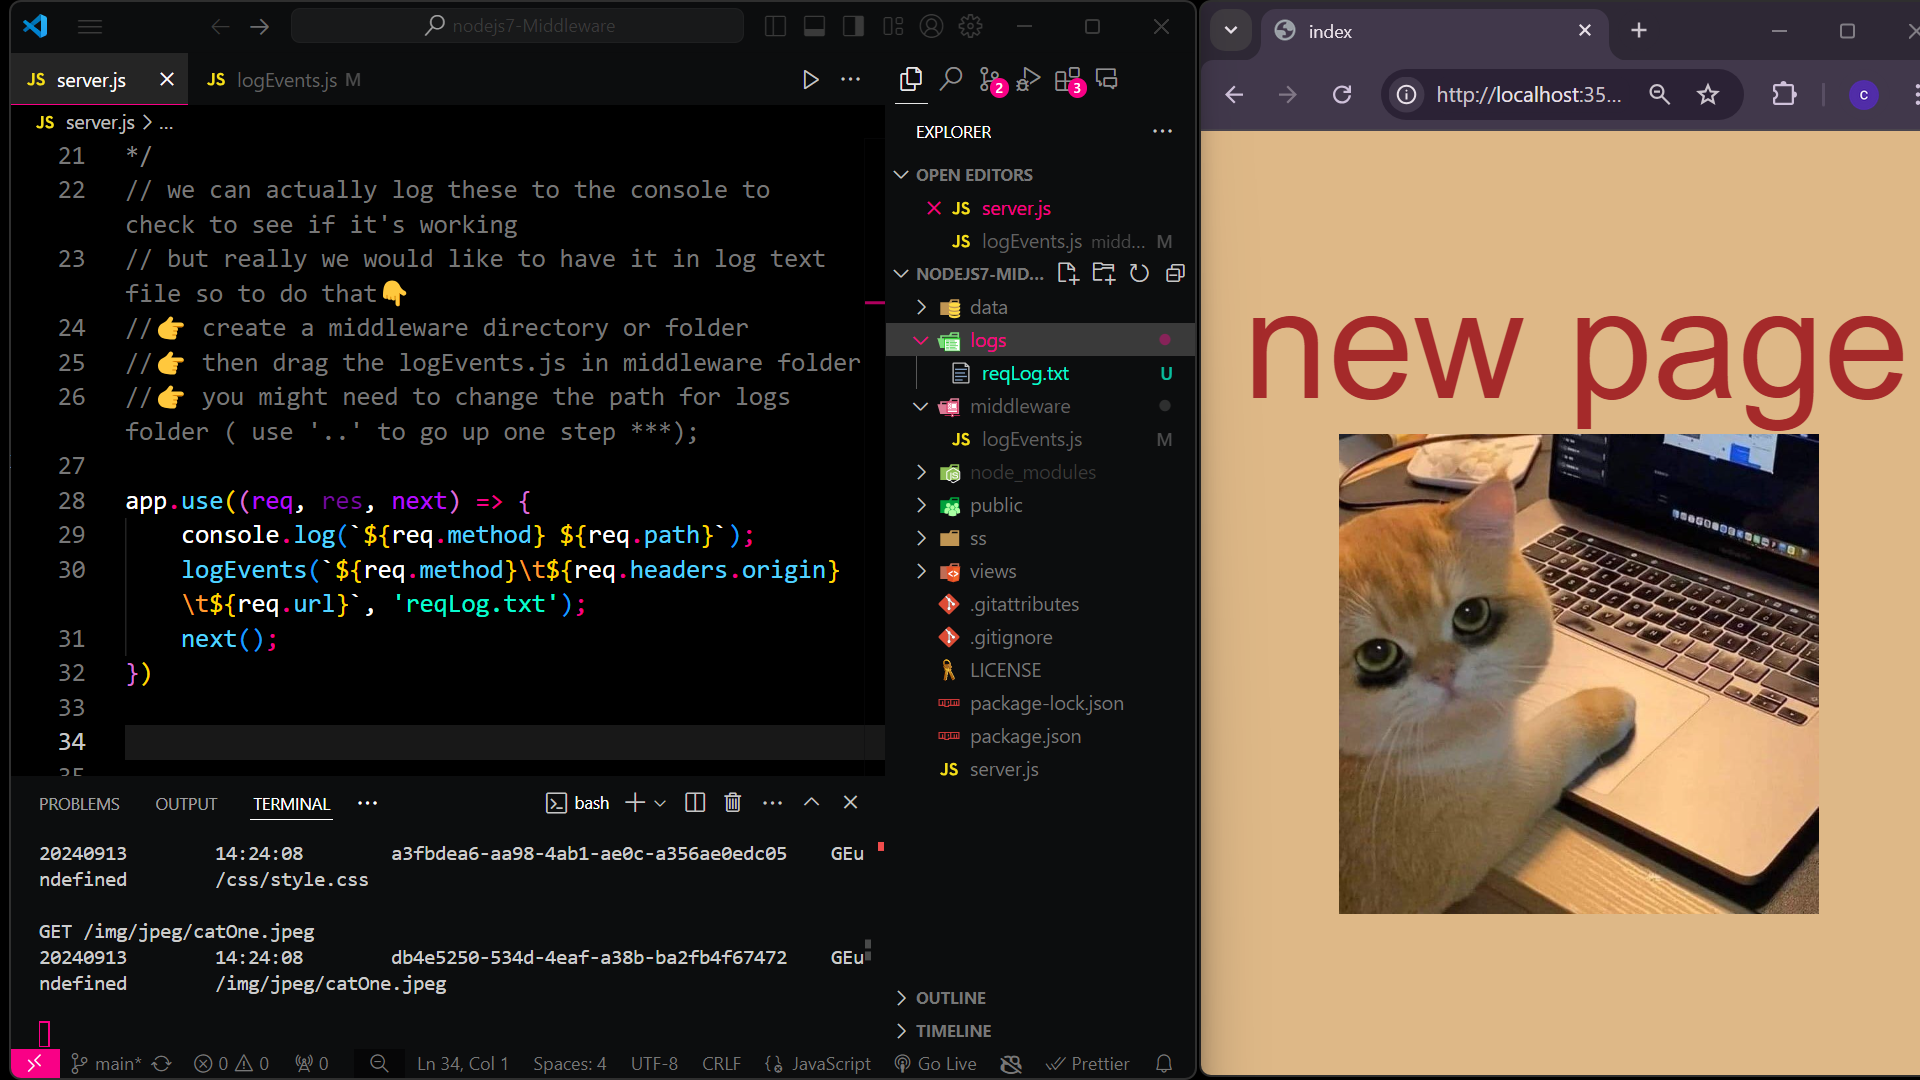 nodejs7-Middleware
JS server.js
JS logEvents.js M
JS server.js > ...
21 */
22 // we can actually log these to the console to
check to see if it's working
23 // but really we would like to have it in log text
file so to do that👇
24 //👉 create a middleware directory or folder
25 //👉 then drag the logEvents.js in middleware folder
26 //👉 you might need to change the path for logs
folder ( use '..' to go up one step ***);
27
28 app.use((req, res, next) => {
29 console.log(`${req.method} ${req.path}`);
30 logEvents(`${req.method}\t${req.headers.origin}
\t${req.url}`, 'reqLog.txt');
31 next();
32 })
33
34
35
PROBLEMS OUTPUT TERMINAL ... bash
20240913 14:24:08 a3fbdea6-aa98-4ab1-ae0c-a356ae0edc05 GEu
ndefined /css/style.css
GET /img/jpeg/catOne.jpeg
20240913 14:24:08 db4e5250-534d-4eaf-a38b-ba2fb4f67472 GEu
ndefined /img/jpeg/catOne.jpeg
2
3
EXPLORER
OPEN EDITORS
JS server.js
JS logEvents.js midd... M
NODEJS7-MID...
data
logs
reqLog.txt U
middleware
JS logEvents.js M
node_modules
public
ss
views
.gitattributes
.gitignore
LICENSE
package-lock.json
package.json
JS server.js
OUTLINE
TIMELINE
main* 0 0 0 Ln 34, Col 1 Spaces: 4 UTF-8 CRLF JavaScript Go Live Prettier
index
http://localhost:35...
c
new page